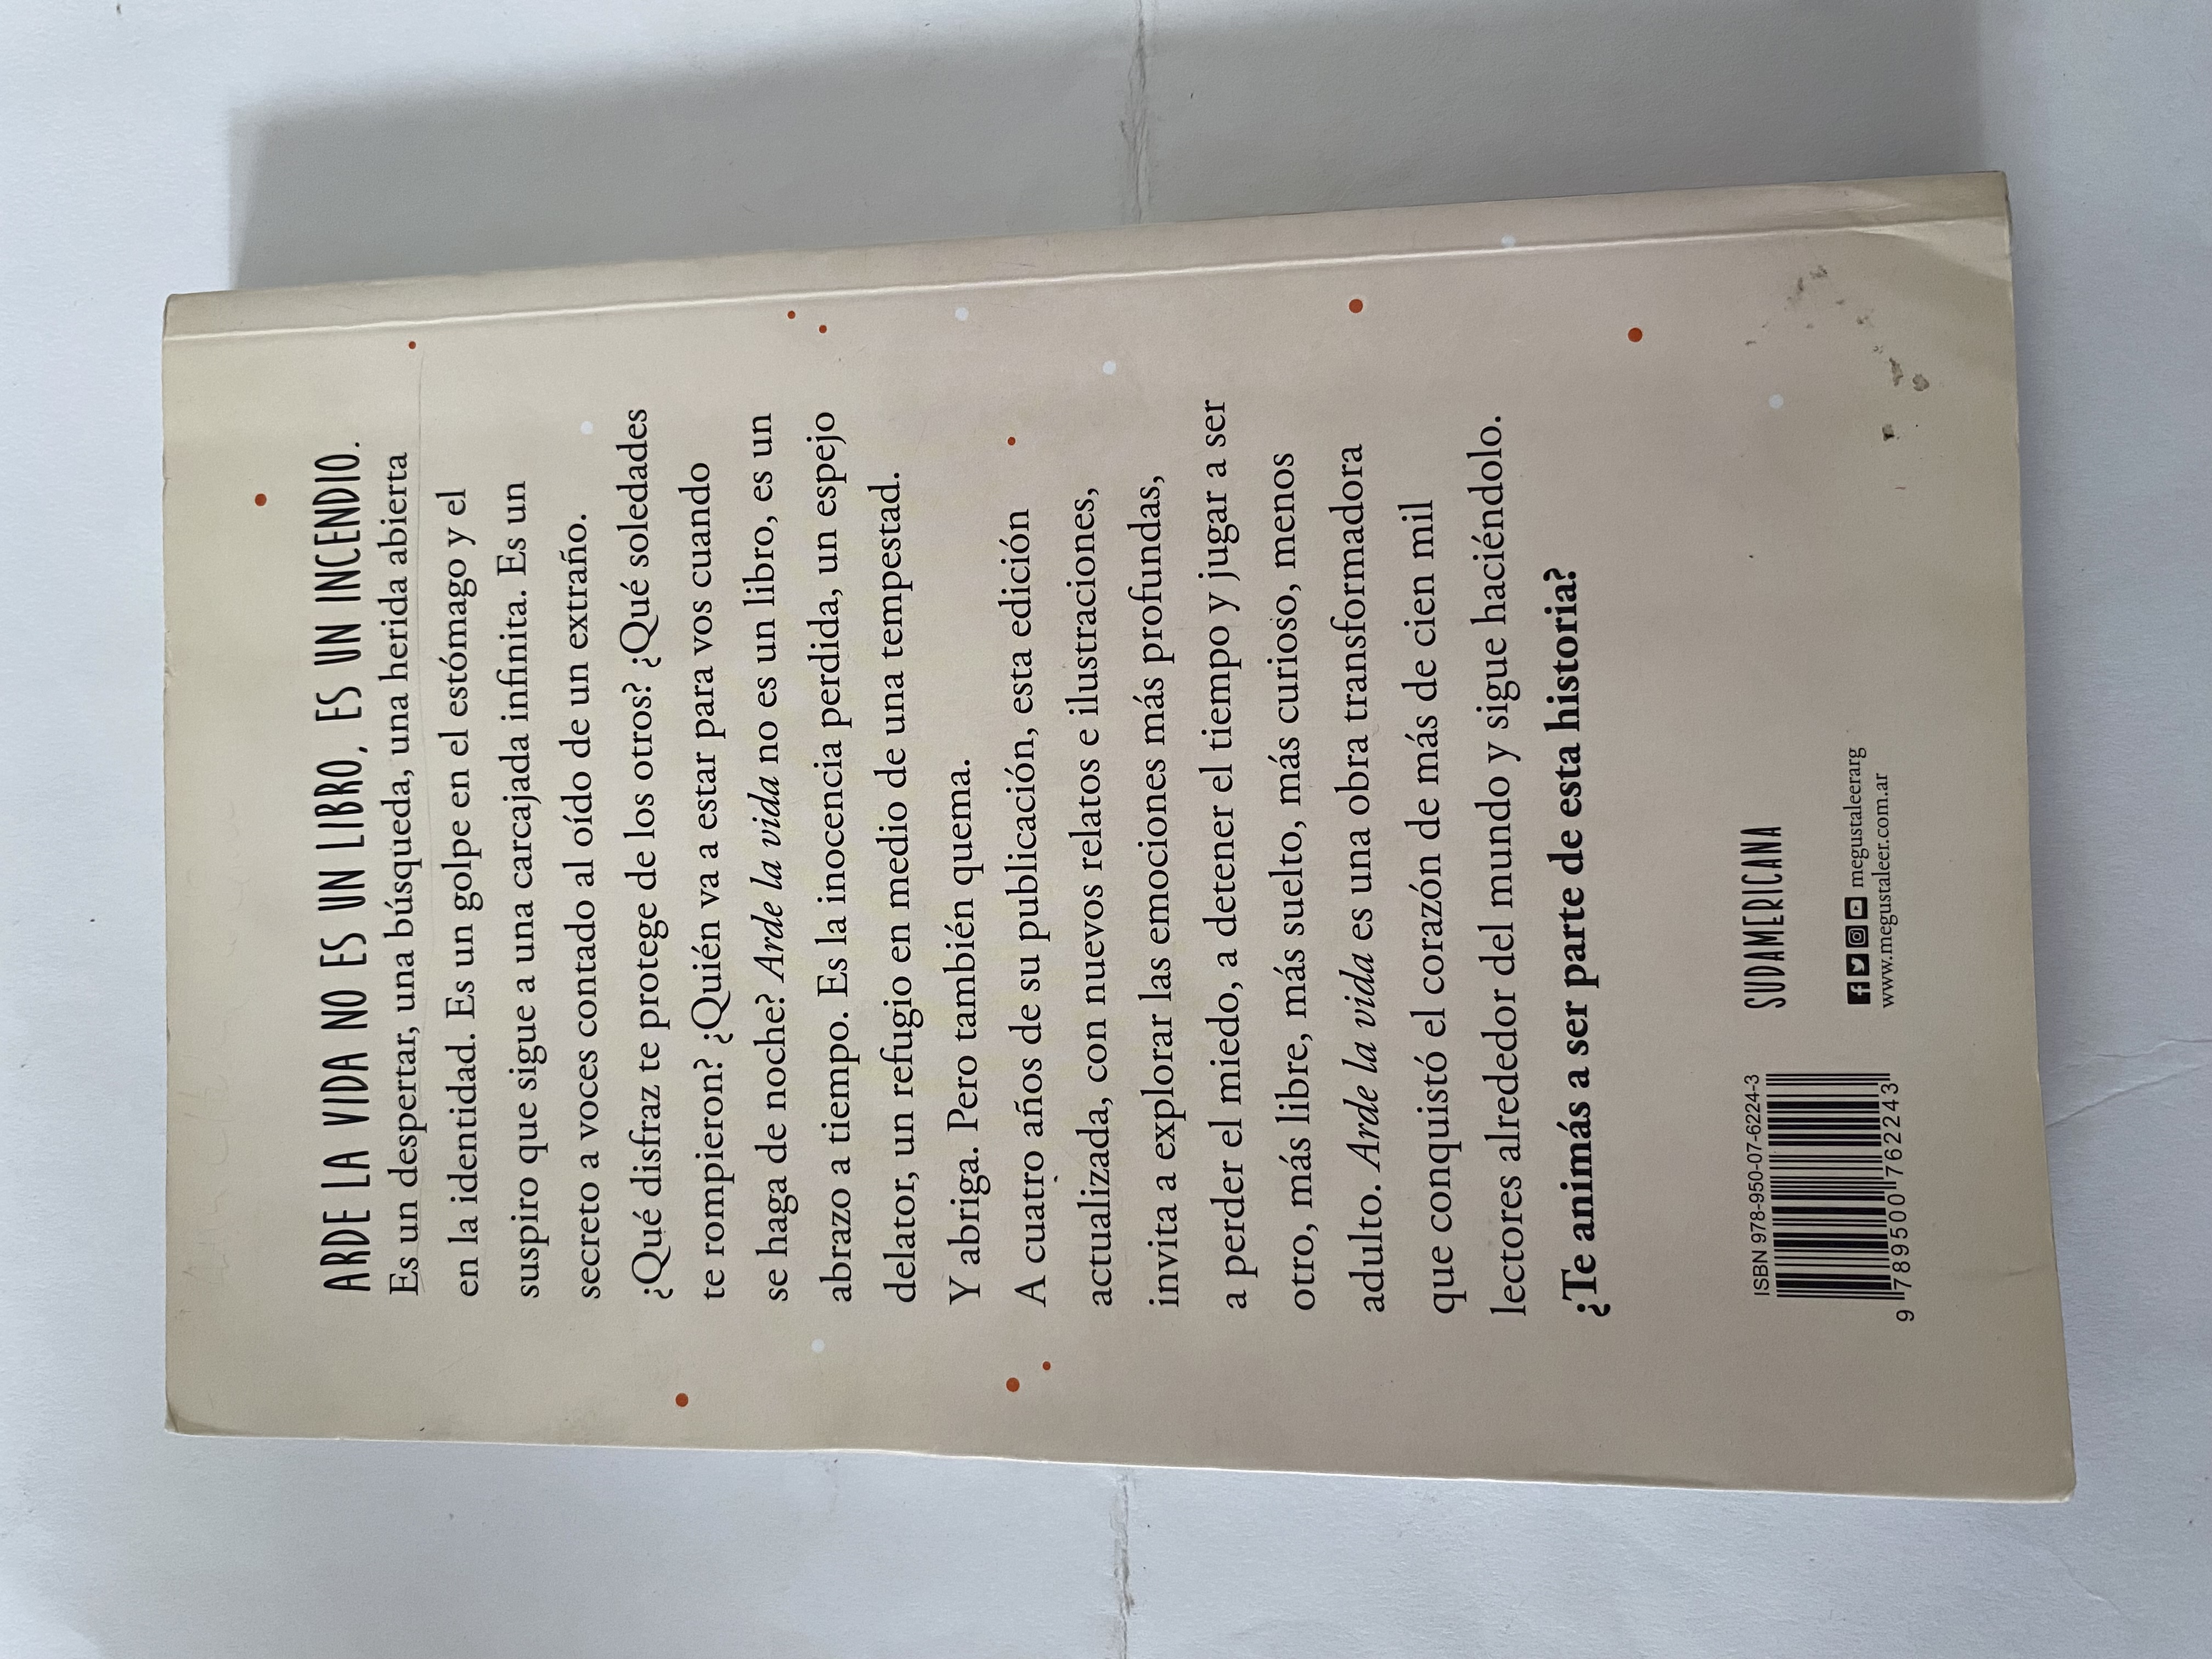 ARDE LA VIDA NO ES UN LIBRO, ES UN INCENDIO.
Es un despertar, una búsqueda, una herida abierta
en la identidad. Es un golpe en el estómago y el
suspiro que sigue a una carcajada infinita. Es un
secreto a voces contado al oído de un extraño.
¿Qué disfraz te protege de los otros? ¿Qué soledades
te rompieron? ¿Quién va a estar para vos cuando
se haga de noche? Arde la vida no es un libro, es un
abrazo a tiempo. Es la inocencia perdida, un espejo
delator, un refugio en medio de una tempestad.
Y abriga. Pero también quema.
A cuatro años de su publicación, esta edición
actualizada, con nuevos relatos e ilustraciones,
invita a explorar las emociones más profundas,
a perder el miedo, a detener el tiempo y jugar a ser
otro, más libre, más suelto, más curioso, menos
adulto. Arde la vida es una obra transformadora
que conquistó el corazón de más de cien mil
lectores alrededor del mundo y sigue haciéndolo.
¿Te animás a ser parte de esta historia?
ISBN 978-950-07-6224-3
9 789500 762243
SUDAMERICANA
megustaleerarg
www.megustaleer.com.ar